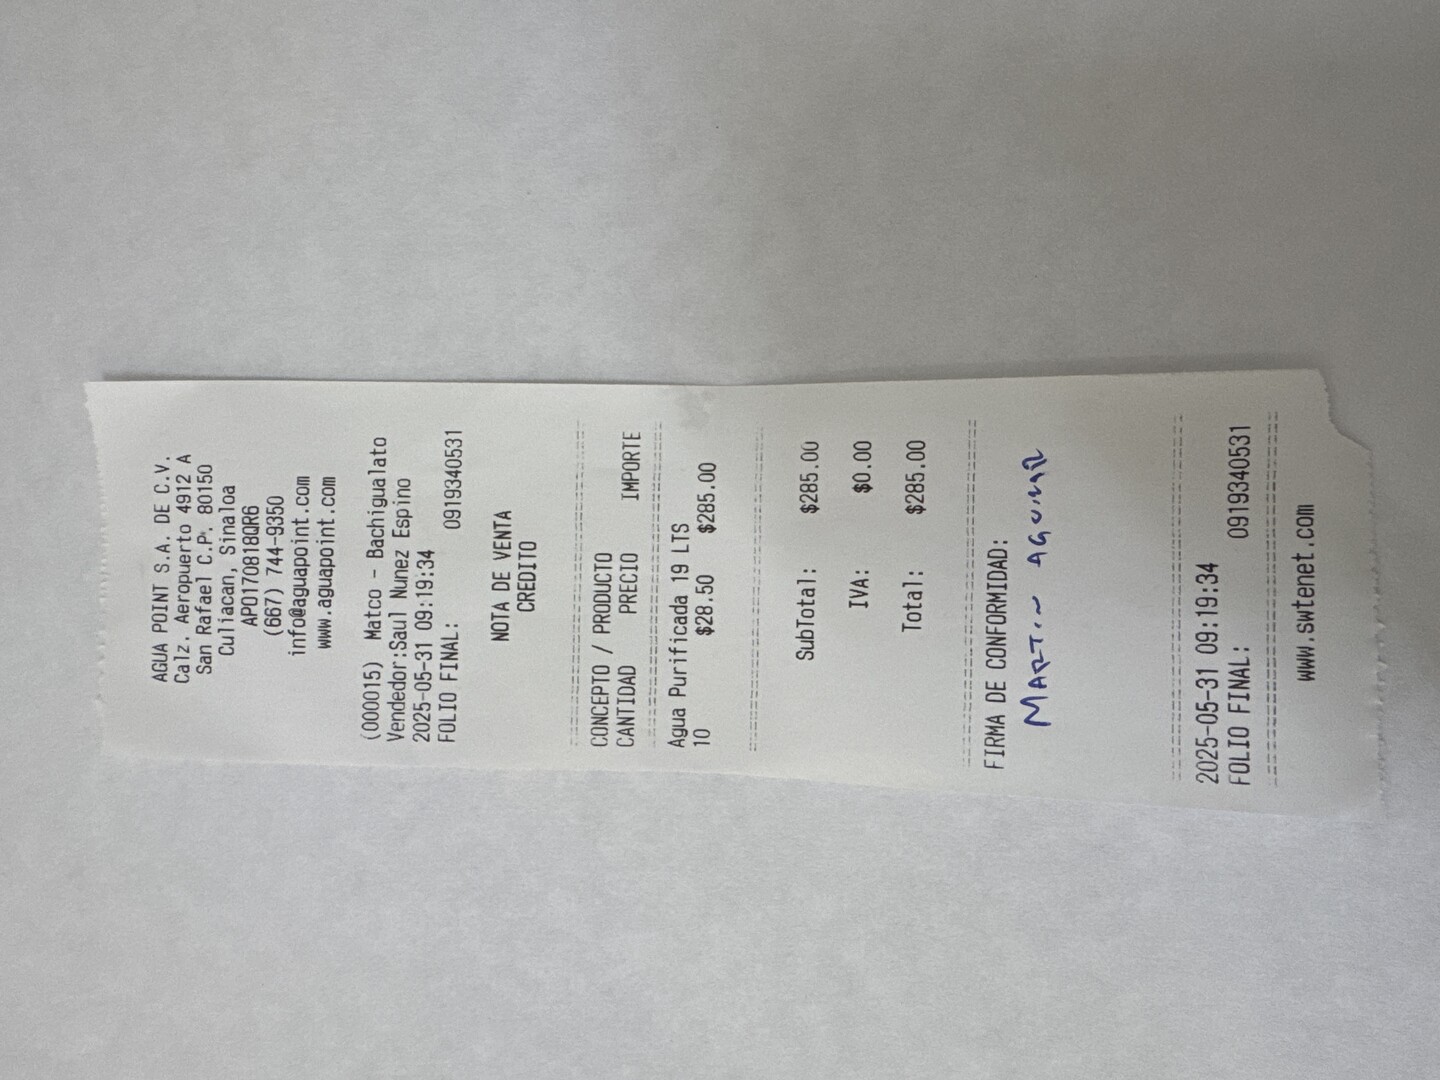 AGUA POINT S.A. DE C.V.
Calz. Aeropuerto 4912 A
San Rafael C.P. 80150
Culiacan, Sinaloa
APO170818QR6
(667) 744-9350
info@aguapoint.com
www.aguapoint.com
(000015) Matco - Bachigualato
Vendedor:Saul Nunez Espino
2025-05-31 09:19:34
FOLIO FINAL: 0919340531
NOTA DE VENTA
CREDITO
CONCEPTO / PRODUCTO
CANTIDAD PRECIO IMPORTE
Agua Purificada 19 LTS
10 $28.50 $285.00
SubTotal: $285.00
IVA: $0.00
Total: $285.00
FIRMA DE CONFORMIDAD:
MARTIN AGUIAR
2025-05-31 09:19:34
FOLIO FINAL: 0919340531
www.swtenet.com